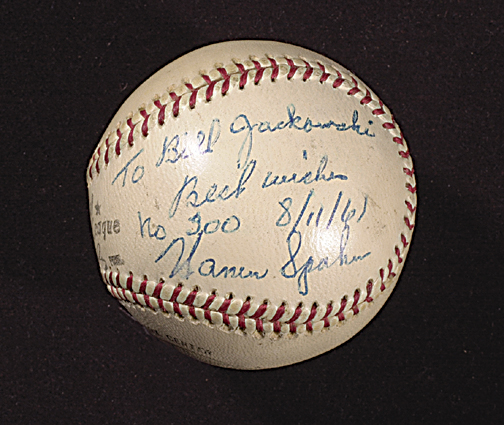 To Bill Jackowski
Best wishes
No 300 8/11/61
Warren Spahn